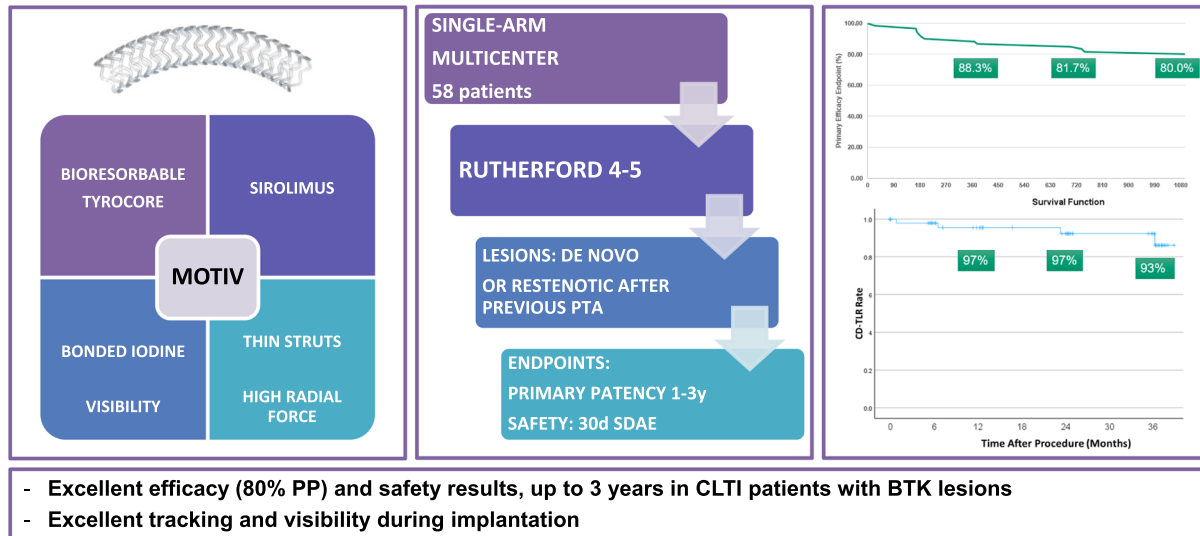 BIORESORBABLE
TYROCORE
SIROLIMUS
MOTIV
BONDED IODINE
VISIBILITY
THIN STRUTS
HIGH RADIAL
FORCE
SINGLE-ARM
MULTICENTER
58 patients
RUTHERFORD 4-5
LESIONS: DE NOVO
OR RESTENOTIC AFTER
PREVIOUS PTA
ENDPOINTS:
PRIMARY PATENCY 1-3y
SAFETY: 30d SDAE
Primary Efficacy Endpoint (%)
100.00
80.00
60.00
40.00
20.00
.00
88.3%
81.7%
80.0%
0 90 180 270 360 450 540 630 720 810 900 990 1080
Survival Function
CD-TLR Rate
1.0
0.8
.6
.4
0.2
0.0
97%
97%
93%
0 6 12 18 24 30 36
Time After Procedure (Months)
- Excellent efficacy (80% PP) and safety results, up to 3 years in CLTI patients with BTK lesions
- Excellent tracking and visibility during implantation